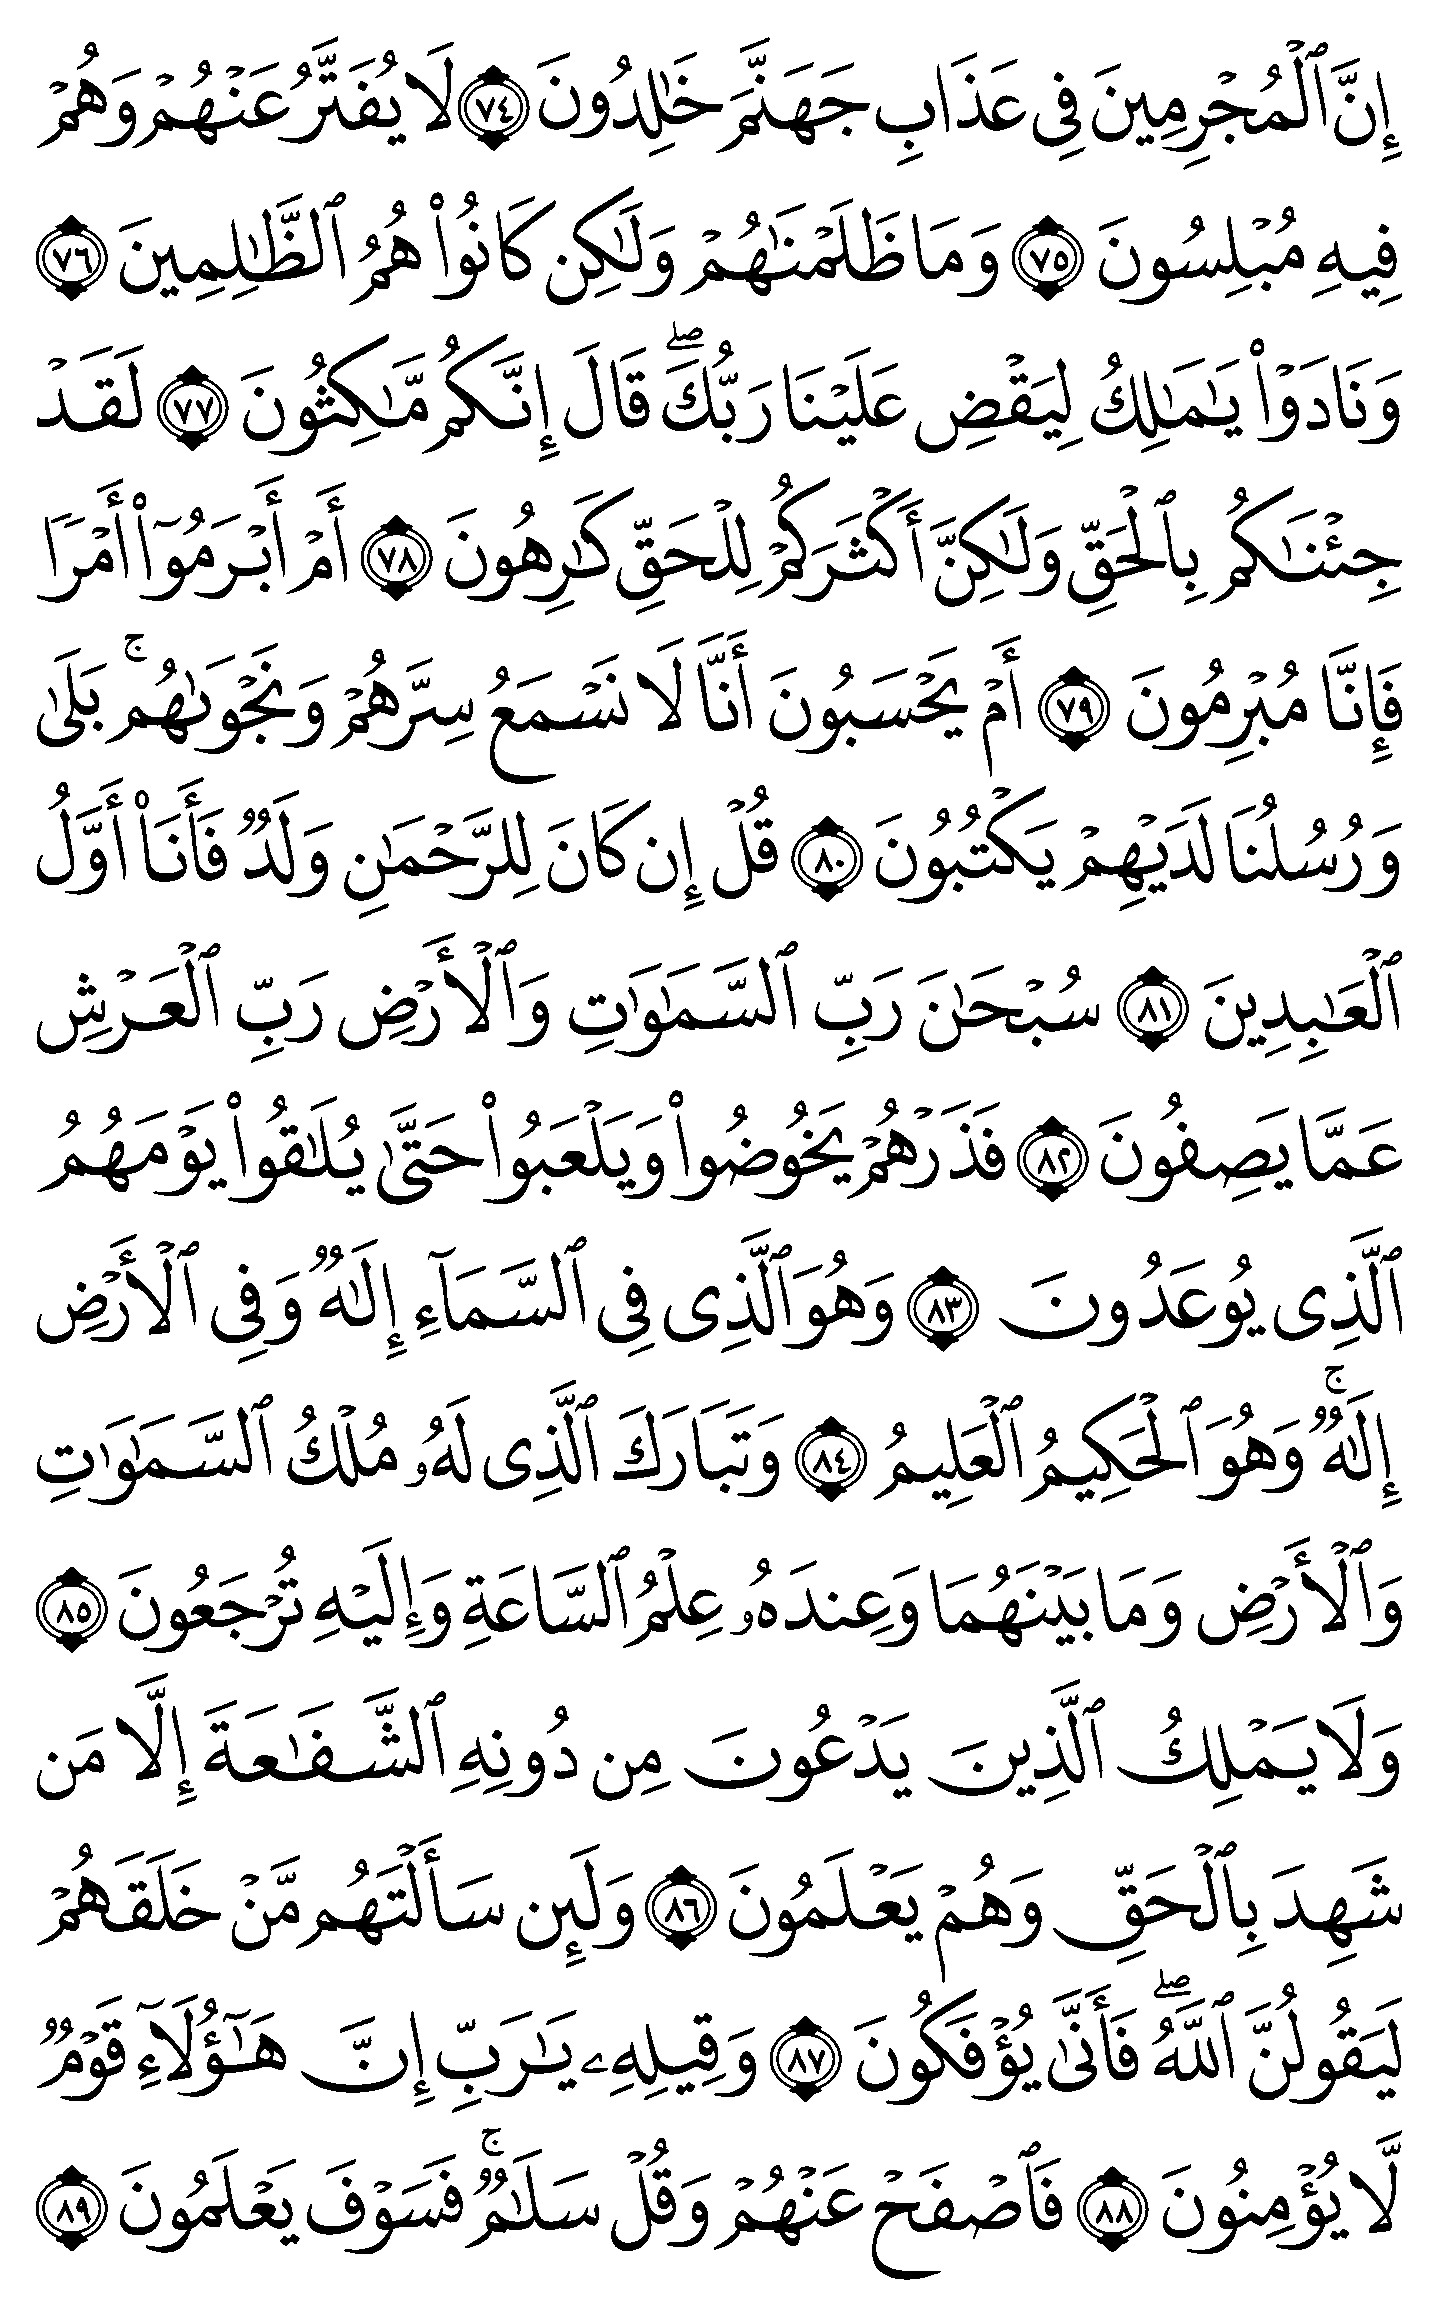 إِنَّ ٱلْمُجْرِمِينَ فِى عَذَابِ جَهَنَّمَ خَٰلِدُونَ ٧٤ لَا يُفَتَّرُ عَنْهُمْ وَهُمْ
فِيهِ مُبْلِسُونَ ٧٥ وَمَا ظَلَمْنَٰهُمْ وَلَٰكِن كَانُوا۟ هُمُ ٱلظَّٰلِمِينَ ٧٦
وَنَادَوْا۟ يَٰمَٰلِكُ لِيَقْضِ عَلَيْنَا رَبُّكَ ۖ قَالَ إِنَّكُم مَّٰكِثُونَ ٧٧ لَقَدْ
جِئْنَٰكُم بِٱلْحَقِّ وَلَٰكِنَّ أَكْثَرَكُمْ لِلْحَقِّ كَٰرِهُونَ ٧٨ أَمْ أَبْرَمُوٓا۟ أَمْرًا
فَإِنَّا مُبْرِمُونَ ٧٩ أَمْ يَحْسَبُونَ أَنَّا لَا نَسْمَعُ سِرَّهُمْ وَنَجْوَىٰهُم ۚ بَلَىٰ
وَرُسُلُنَا لَدَيْهِمْ يَكْتُبُونَ ٨٠ قُلْ إِن كَانَ لِلرَّحْمَٰنِ وَلَدٌ فَأَنَا۠ أَوَّلُ
ٱلْعَٰبِدِينَ ٨١ سُبْحَٰنَ رَبِّ ٱلسَّمَٰوَٰتِ وَٱلْأَرْضِ رَبِّ ٱلْعَرْشِ
عَمَّا يَصِفُونَ ٨٢ فَذَرْهُمْ يَخُوضُوا۟ وَيَلْعَبُوا۟ حَتَّىٰ يُلَٰقُوا۟ يَوْمَهُمُ
ٱلَّذِى يُوعَدُونَ ٨٣ وَهُوَ ٱلَّذِى فِى ٱلسَّمَآءِ إِلَٰهٌ وَفِى ٱلْأَرْضِ
إِلَٰهٌ ۚ وَهُوَ ٱلْحَكِيمُ ٱلْعَلِيمُ ٨٤ وَتَبَارَكَ ٱلَّذِى لَهُۥ مُلْكُ ٱلسَّمَٰوَٰتِ
وَٱلْأَرْضِ وَمَا بَيْنَهُمَا وَعِندَهُۥ عِلْمُ ٱلسَّاعَةِ وَإِلَيْهِ تُرْجَعُونَ ٨٥
وَلَا يَمْلِكُ ٱلَّذِينَ يَدْعُونَ مِن دُونِهِ ٱلشَّفَٰعَةَ إِلَّا مَن
شَهِدَ بِٱلْحَقِّ وَهُمْ يَعْلَمُونَ ٨٦ وَلَئِن سَأَلْتَهُم مَّنْ خَلَقَهُمْ
لَيَقُولُنَّ ٱللَّهُ ۖ فَأَنَّىٰ يُؤْفَكُونَ ٨٧ وَقِيلِهِۦ يَٰرَبِّ إِنَّ هَٰٓؤُلَآءِ قَوْمٌ
لَّا يُؤْمِنُونَ ٨٨ فَٱصْفَحْ عَنْهُمْ وَقُلْ سَلَٰمٌ ۚ فَسَوْفَ يَعْلَمُونَ ٨٩